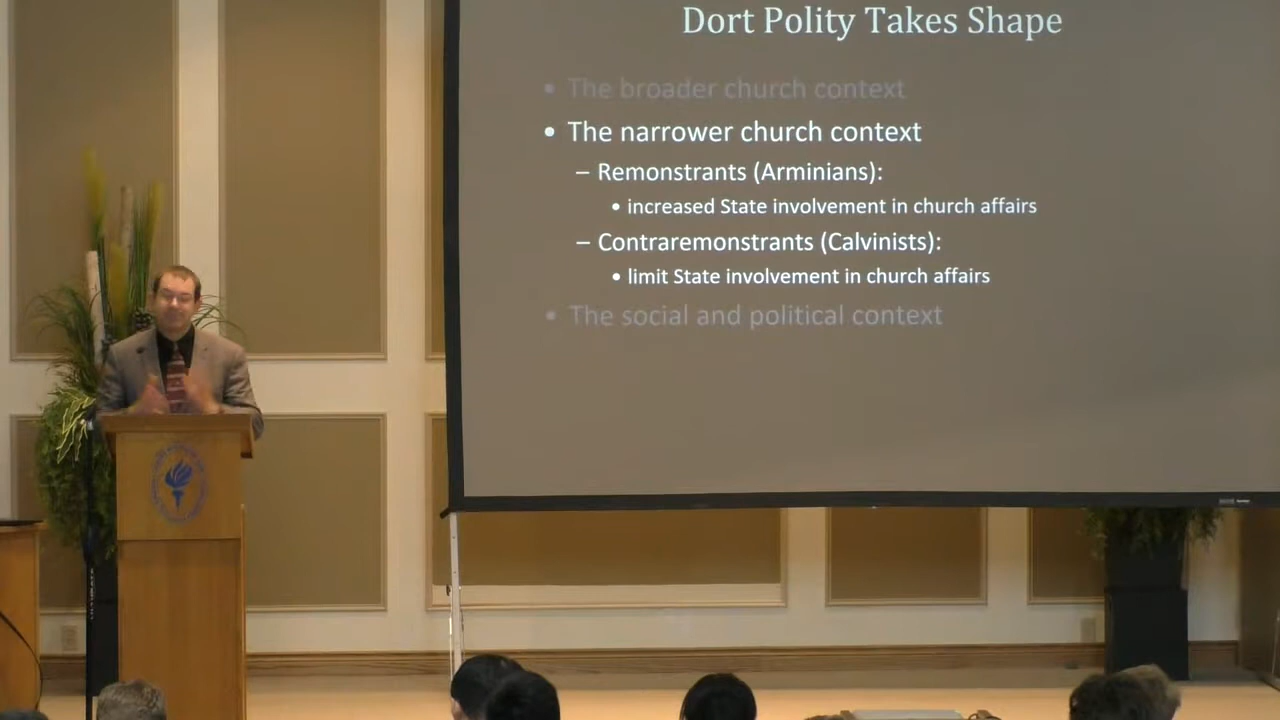 Dort Polity Takes Shape
• The broader church context
• The narrower church context
– Remonstrants (Arminians):
• increased State involvement in church affairs
– Contraremonstrants (Calvinists):
• limit State involvement in church affairs
• The social and political context